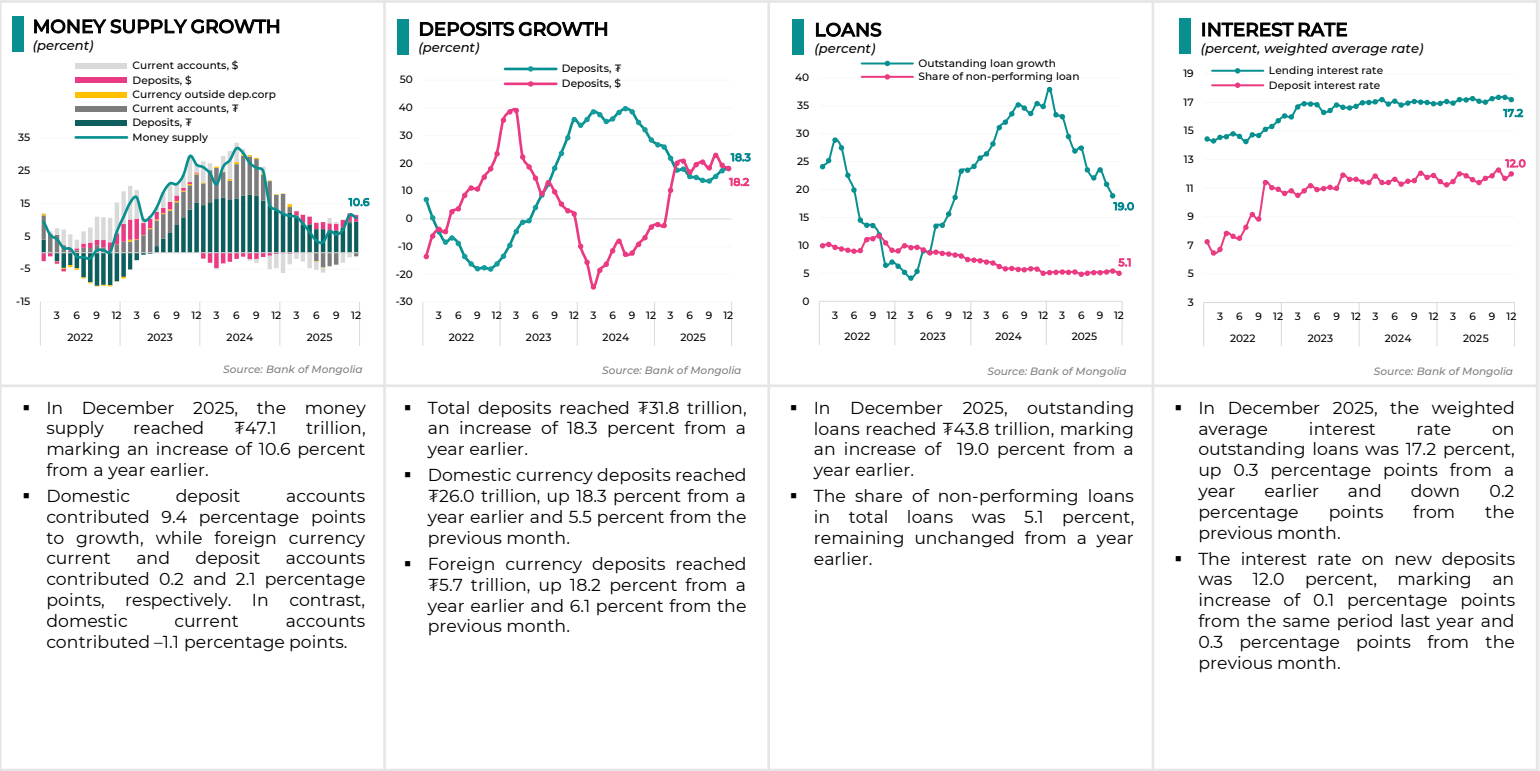 MONEY SUPPLY GROWTH
(percent)
Current accounts, $
Deposits, $
Currency outside dep.corp
Current accounts, ₮
Deposits, ₮
Money supply
35
25
15
5
-5
-15
10.6
3 6 9 12 3 6 9 12 3 6 9 12 3 6 9 12
2022 2023 2024 2025
Source: Bank of Mongolia
▪ In December 2025, the money
supply reached ₮47.1 trillion,
marking an increase of 10.6 percent
from a year earlier.
▪ Domestic deposit accounts
contributed 9.4 percentage points
to growth, while foreign currency
current and deposit accounts
contributed 0.2 and 2.1 percentage
points, respectively. In contrast,
domestic current accounts
contributed –1.1 percentage points.
DEPOSITS GROWTH
(percent)
Deposits, ₮
Deposits, $
50
40
30
20
10
0
-10
-20
-30
18.3
18.2
3 6 9 12 3 6 9 12 3 6 9 12 3 6 9 12
2022 2023 2024 2025
Source: Bank of Mongolia
▪ Total deposits reached ₮31.8 trillion,
an increase of 18.3 percent from a
year earlier.
▪ Domestic currency deposits reached
₮26.0 trillion, up 18.3 percent from a
year earlier and 5.5 percent from the
previous month.
▪ Foreign currency deposits reached
₮5.7 trillion, up 18.2 percent from a
year earlier and 6.1 percent from the
previous month.
LOANS
(percent)
Outstanding loan growth
Share of non-performing loan
40
35
30
25
20
15
10
5
0
19.0
5.1
3 6 9 12 3 6 9 12 3 6 9 12 3 6 9 12
2022 2023 2024 2025
Source: Bank of Mongolia
▪ In December 2025, outstanding
loans reached ₮43.8 trillion, marking
an increase of 19.0 percent from a
year earlier.
▪ The share of non-performing loans
in total loans was 5.1 percent,
remaining unchanged from a year
earlier.
INTEREST RATE
(percent, weighted average rate)
Lending interest rate
Deposit interest rate
19
17
15
13
11
9
7
5
3
17.2
12.0
3 6 9 12 3 6 9 12 3 6 9 12 3 6 9 12
2022 2023 2024 2025
Source: Bank of Mongolia
▪ In December 2025, the weighted
average interest rate on
outstanding loans was 17.2 percent,
up 0.3 percentage points from a
year earlier and down 0.2
percentage points from the
previous month.
▪ The interest rate on new deposits
was 12.0 percent, marking an
increase of 0.1 percentage points
from the same period last year and
0.3 percentage points from the
previous month.